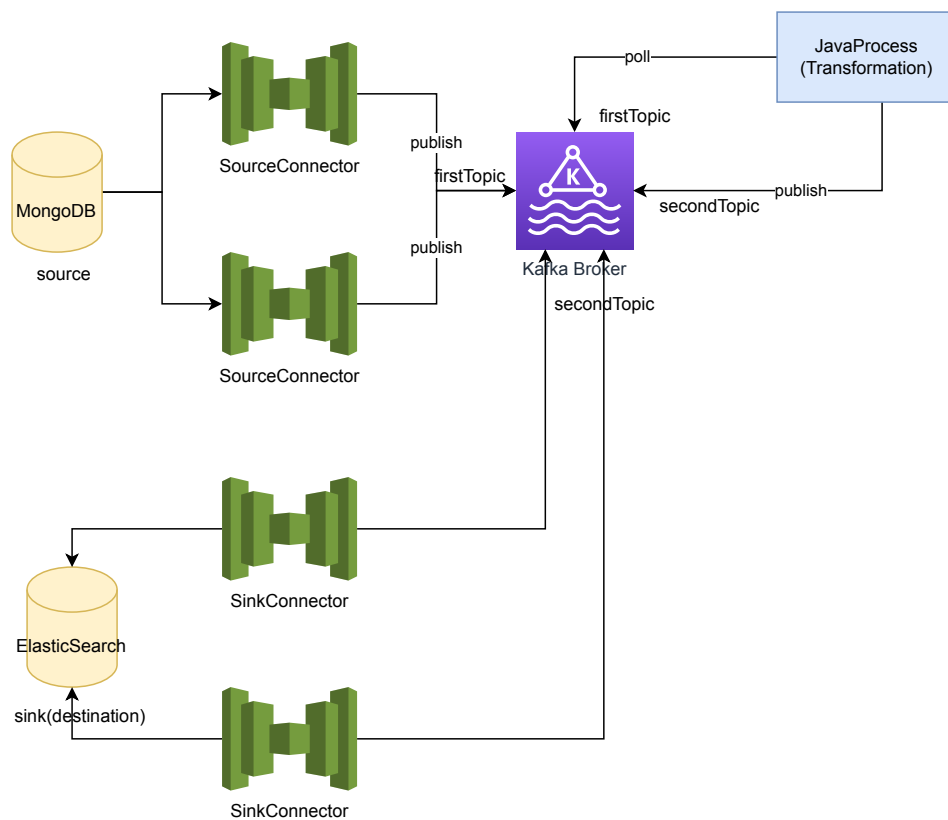 JavaProcess
(Transformation)
poll
firstTopic
publish
SourceConnector
firstTopic
K
MongoDB
secondTopic
publish
publish
source
Kafka Broker
secondTopic
SourceConnector
SinkConnector
ElasticSearch
sink(destination)
SinkConnector